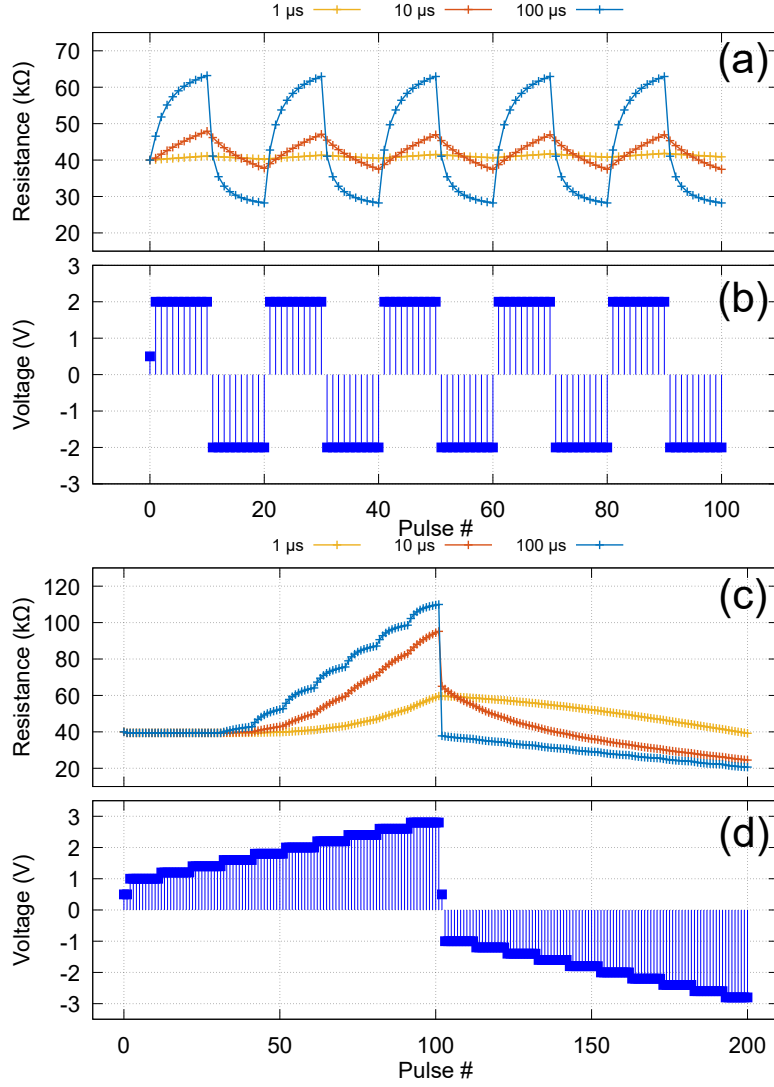 1 µs 10 µs 100 µs
(a)
Resistance (kΩ)
70
60
50
40
30
20
(b)
Voltage (V)
3
2
1
0
-1
-2
-3
0 20 40 60 80 100
Pulse #
1 µs 10 µs 100 µs
(c)
Resistance (kΩ)
120
100
80
60
40
20
(d)
Voltage (V)
3
2
1
0
-1
-2
-3
0 50 100 150 200
Pulse #